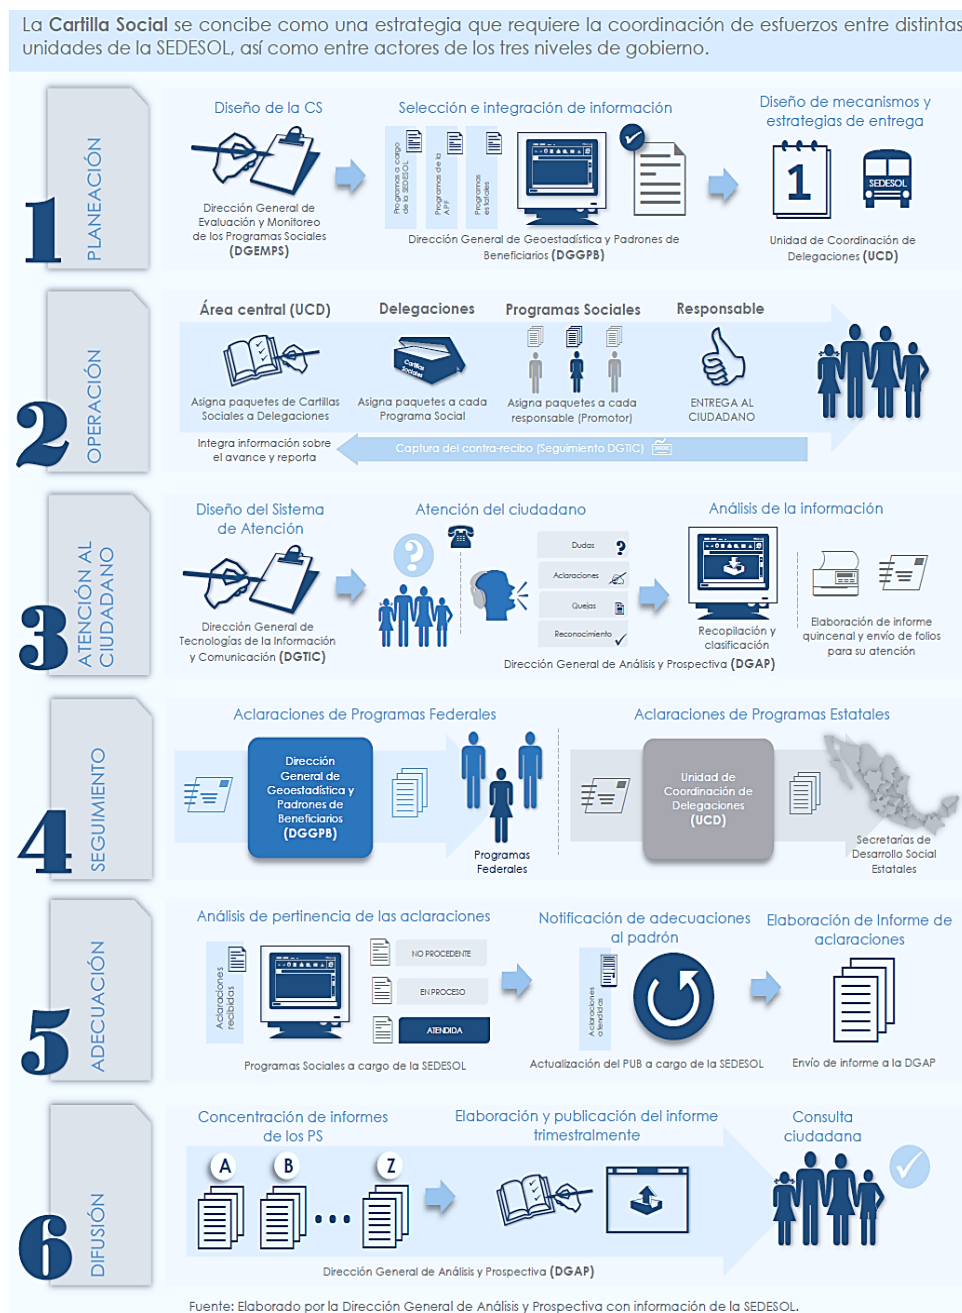 La Cartilla Social se concibe como una estrategia que requiere la coordinación de esfuerzos entre distintas
unidades de la SEDESOL, así como entre actores de los tres niveles de gobierno.
1
PLANEACIÓN
Diseño de la CS
Dirección General de
Evaluación y Monitoreo
de los Programas Sociales
(DGEMPS)
Selección e integración de información
Programas a cargo
de la SEDESOL
Programas de la
APF
Programas
estatales
Dirección General de Geoestadística y Padrones de
Beneficiarios (DGGPB)
Diseño de mecanismos y
estrategias de entrega
1
SEDESOL
Unidad de Coordinación de
Delegaciones (UCD)
2
OPERACIÓN
Área central (UCD)
Asigna paquetes de Cartillas
Sociales a Delegaciones
Delegaciones
Cartillas
Sociales
Asigna paquetes a cada
Programa Social
Programas Sociales
Asigna paquetes a cada
responsable (Promotor)
Responsable
ENTREGA AL
CIUDADANO
Integra información sobre
el avance y reporta
Captura del contra-recibo (Seguimiento DGTIC)
3
ATENCIÓN AL
CIUDADANO
Diseño del Sistema
de Atención
Dirección General de
Tecnologías de la Información
y Comunicación (DGTIC)
Atención del ciudadano
?
Dudas ?
Aclaraciones
Quejas
Reconocimiento
Análisis de la información
Recopilación y
clasificación
Elaboración de informe
quincenal y envío de folios
para su atención
Dirección General de Análisis y Prospectiva (DGAP)
4
SEGUIMIENTO
Aclaraciones de Programas Federales
Dirección
General de
Geoestadística y
Padrones de
Beneficiarios
(DGGPB)
Programas
Federales
Aclaraciones de Programas Estatales
Unidad de
Coordinación de
Delegaciones
(UCD)
Secretarías de
Desarrollo Social
Estatales
5
ADECUACIÓN
Análisis de pertinencia de las aclaraciones
Aclaraciones
recibidas
NO PROCEDENTE
EN PROCESO
ATENDIDA
Programas Sociales a cargo de la SEDESOL
Notificación de adecuaciones
al padrón
Aclaraciones
atendidas
Actualización del PUB a cargo de la SEDESOL
Elaboración de Informe de
aclaraciones
Envío de informe a la DGAP
6
DIFUSIÓN
Concentración de informes
de los PS
A B Z
Elaboración y publicación del informe
trimestralmente
Consulta
ciudadana
Dirección General de Análisis y Prospectiva (DGAP)
Fuente: Elaborado por la Dirección General de Análisis y Prospectiva con información de la SEDESOL.